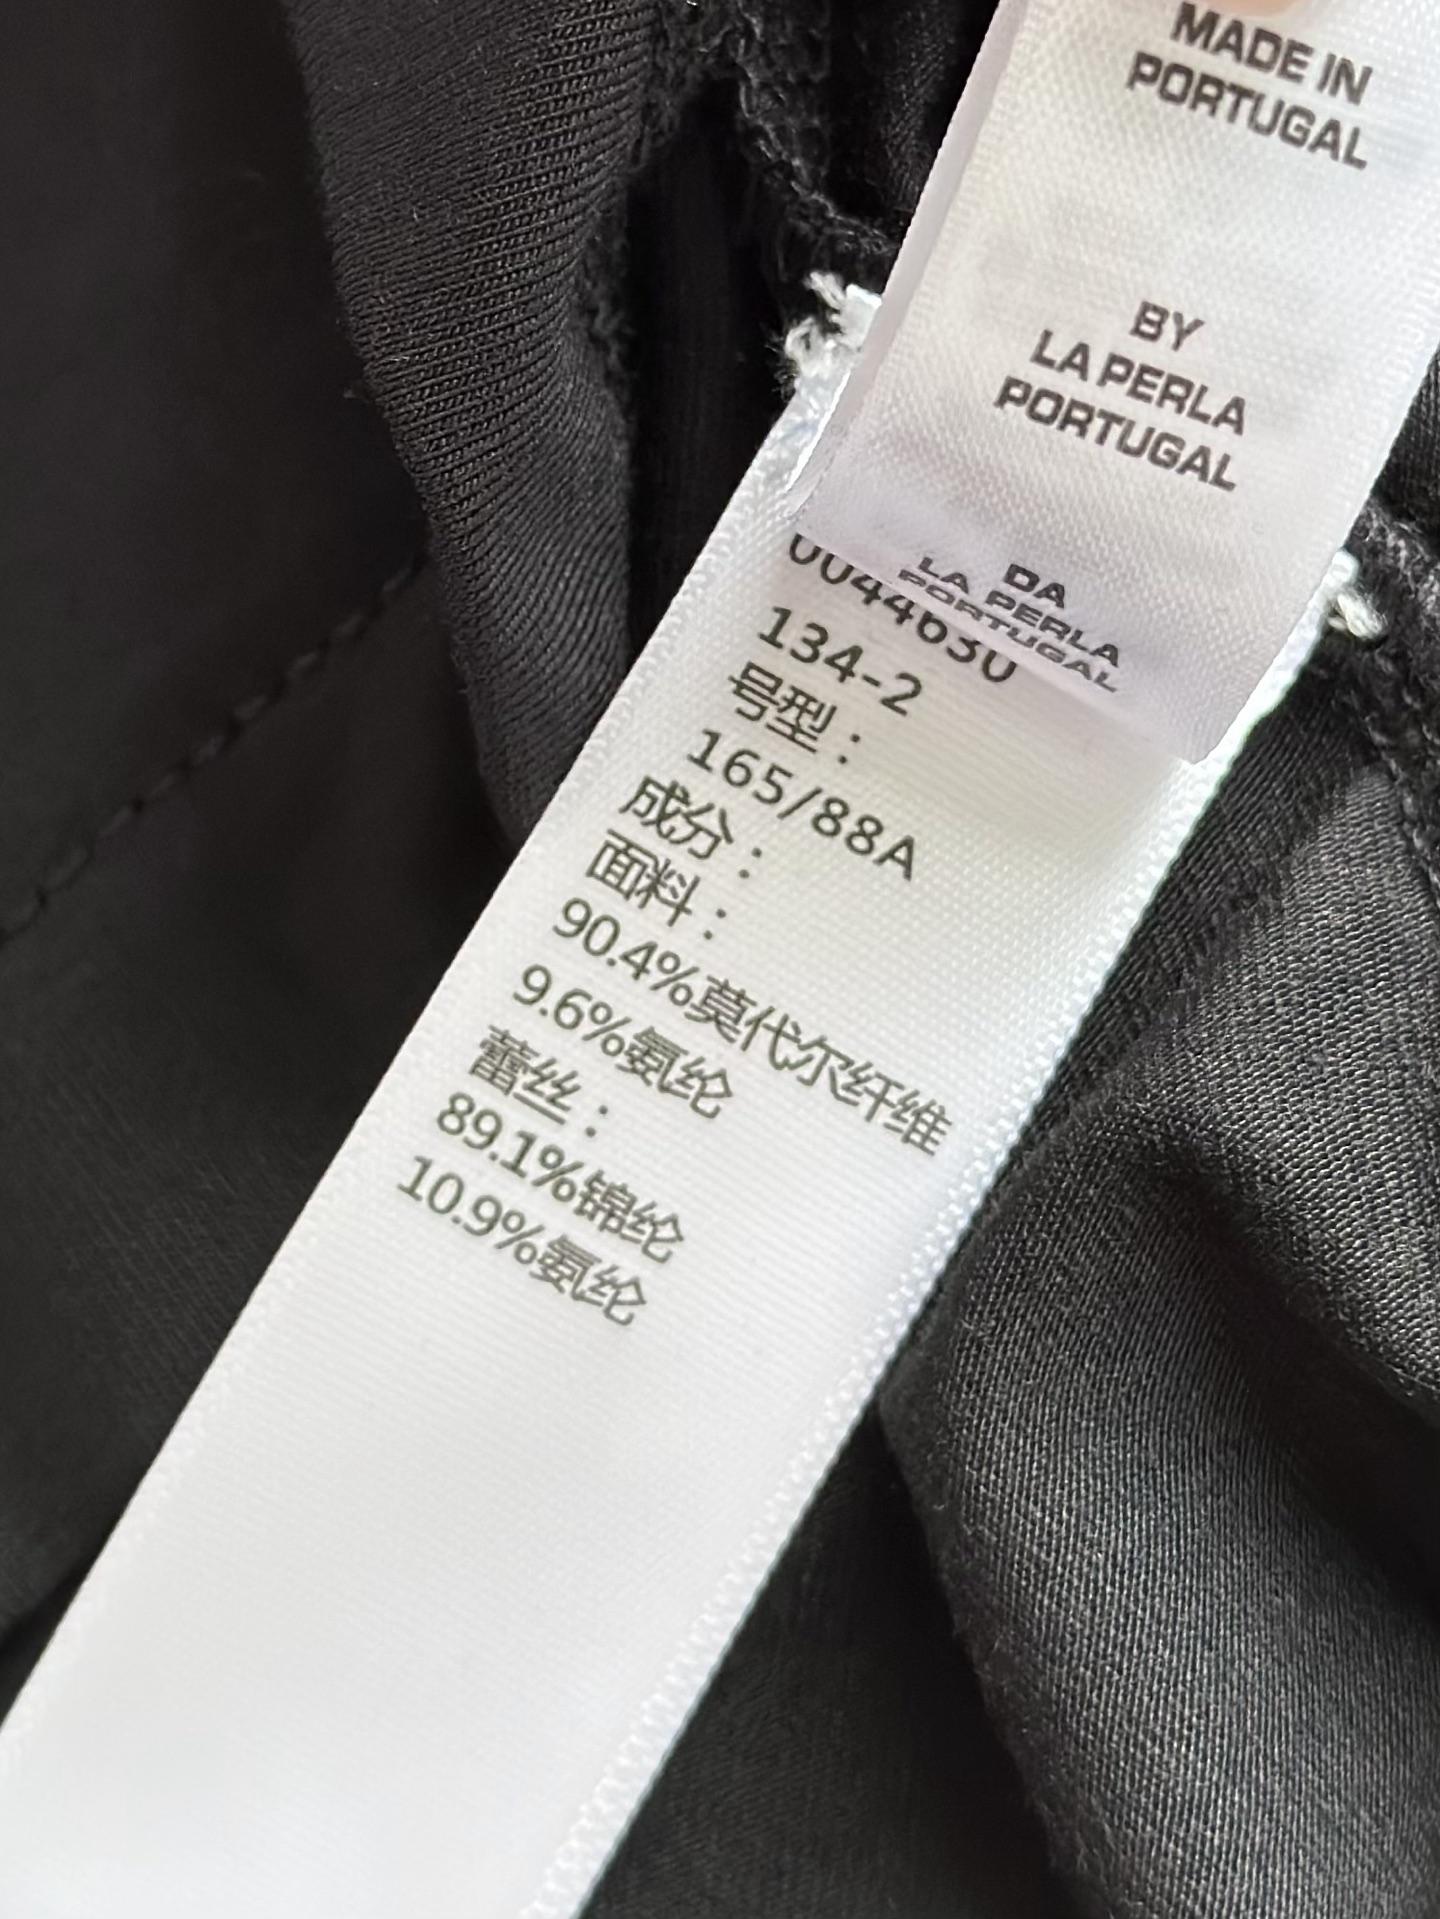 MADE IN
PORTUGAL
BY
LA PERLA
PORTUGAL
DA
LA PERLA
PORTUGAL
0044630
134-2
号型：
165/88A
成分：
面料：
90.4%莫代尔纤维
9.6%氨纶
蕾丝：
89.1%锦纶
10.9%氨纶